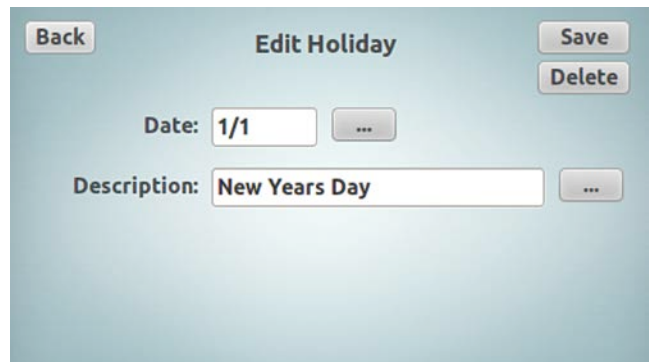 Back Edit Holiday Save
Delete
Date: 1/1 ...
Description: New Years Day ...